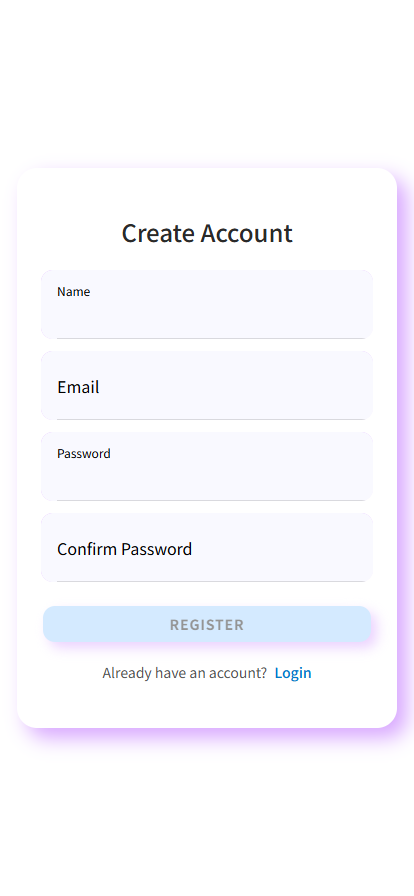 Create Account
Name
Email
Password
Confirm Password
REGISTER
Already have an account? Login